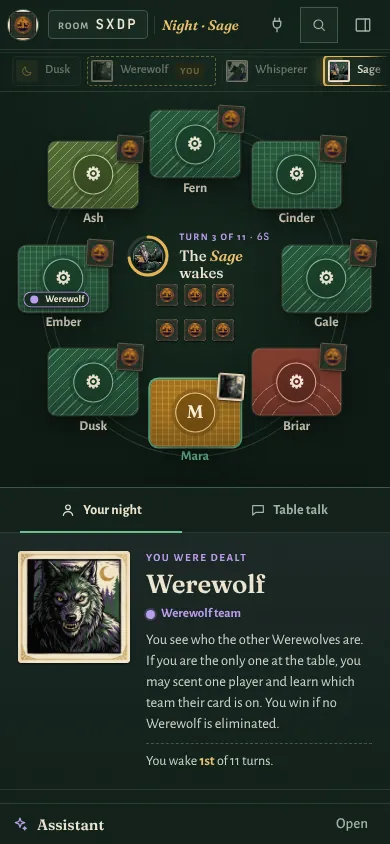 ROOM SXDP Night · Sage
Dusk Werewolf YOU Whisperer Sage
Fern
Ash
Cinder
TURN 3 OF 11 · 6S
The Sage
wakes
Werewolf
Ember
Gale
M
Dusk
Briar
Mara
Your night Table talk
YOU WERE DEALT
Werewolf
Werewolf team
You see who the other Werewolves are.
If you are the only one at the table, you
may scent one player and learn which
team their card is on. You win if no
Werewolf is eliminated.
You wake 1st of 11 turns.
Assistant Open